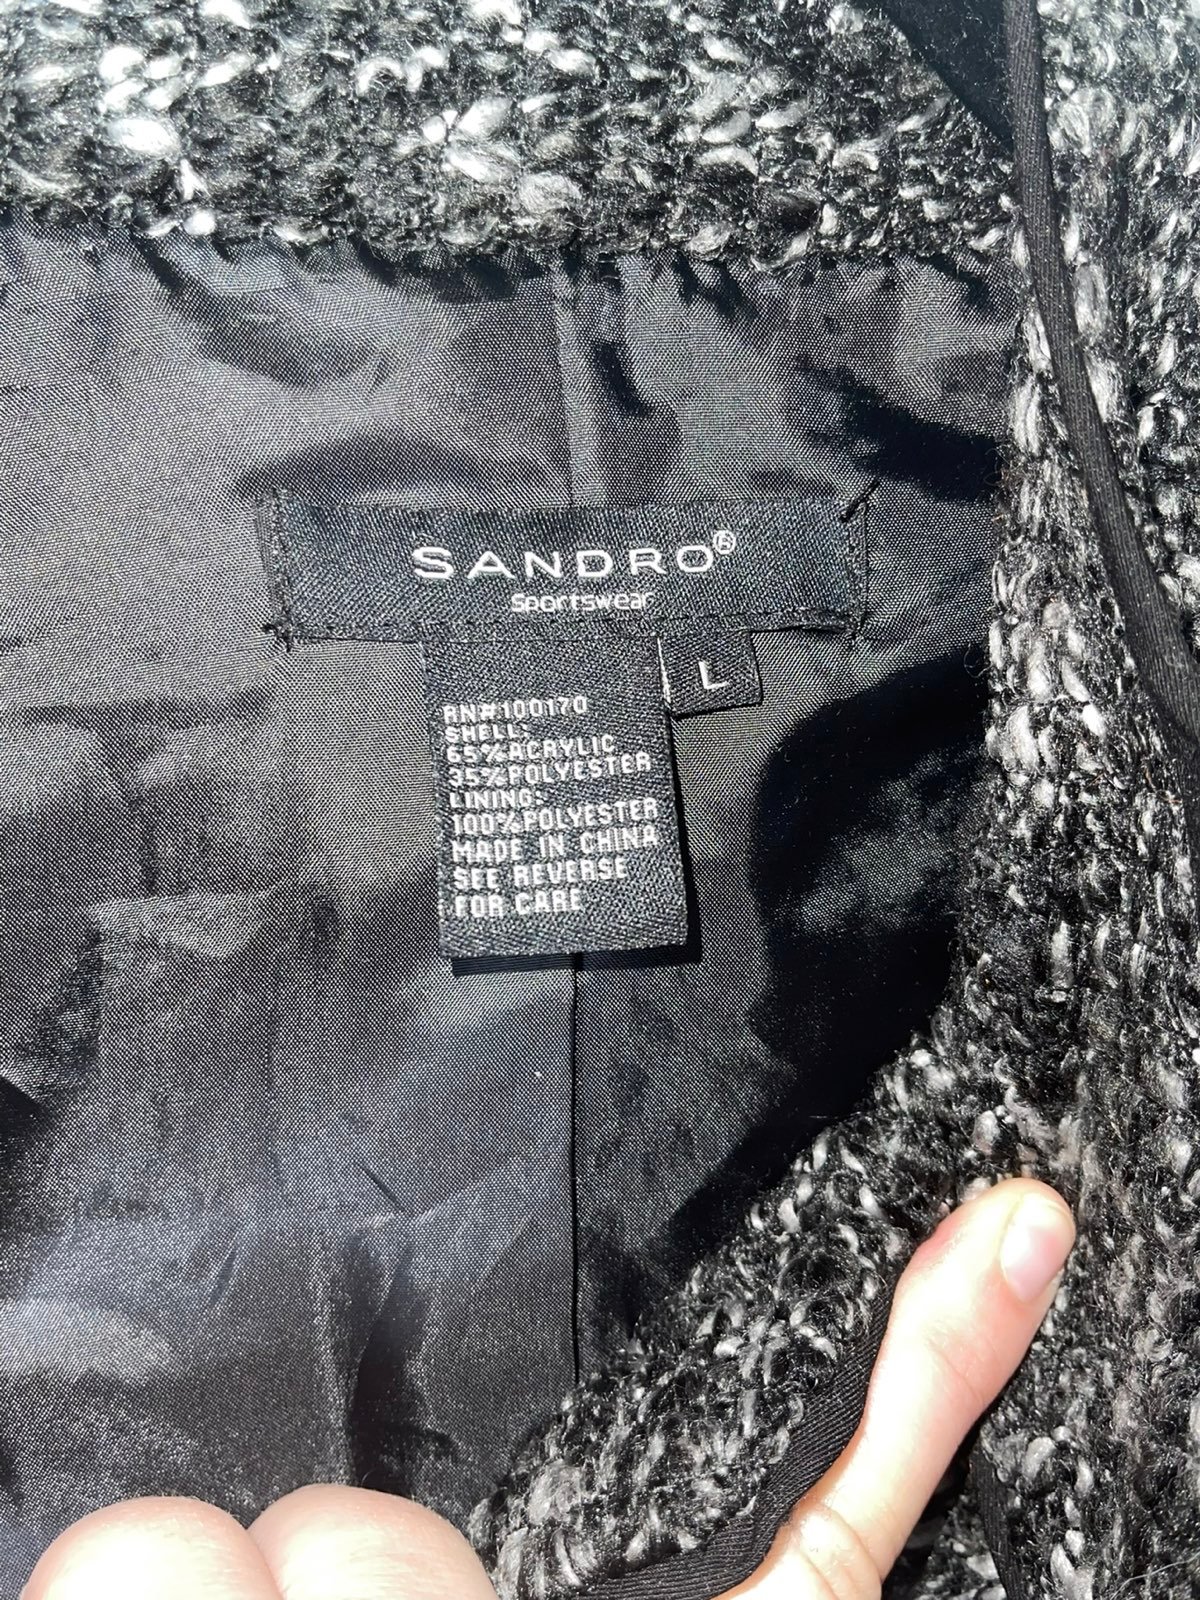 SANDRO®
Sportswear
L
RN#100170
SHELL:
65%ACRYLIC
35%POLYESTER
LINING:
100%POLYESTER
MADE IN CHINA
SEE REVERSE
FOR CARE